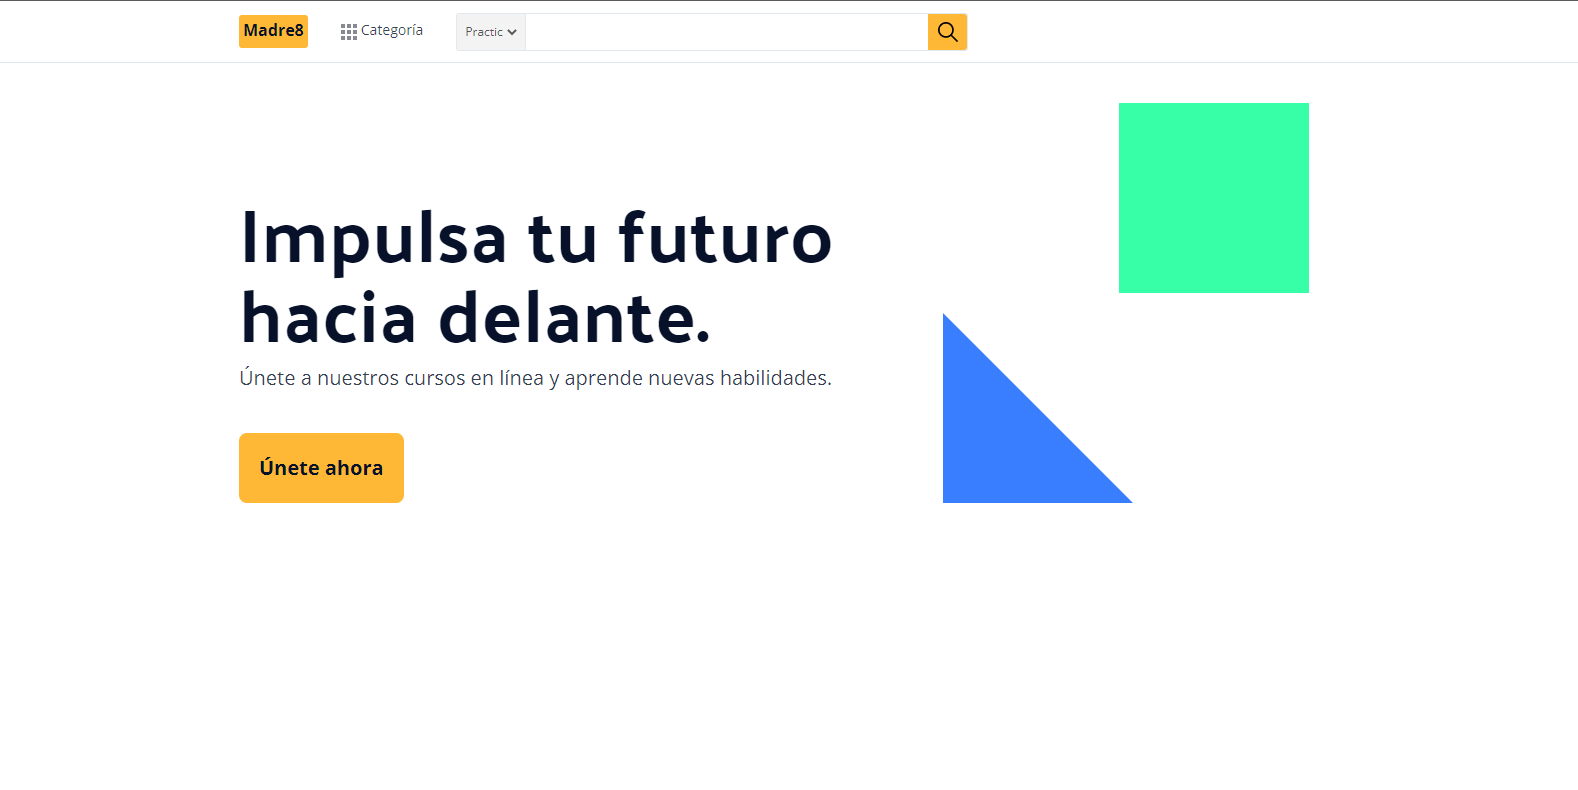 Madre8
Categoría
Practic
Impulsa tu futuro
hacia delante.
Únete a nuestros cursos en línea y aprende nuevas habilidades.
Únete ahora